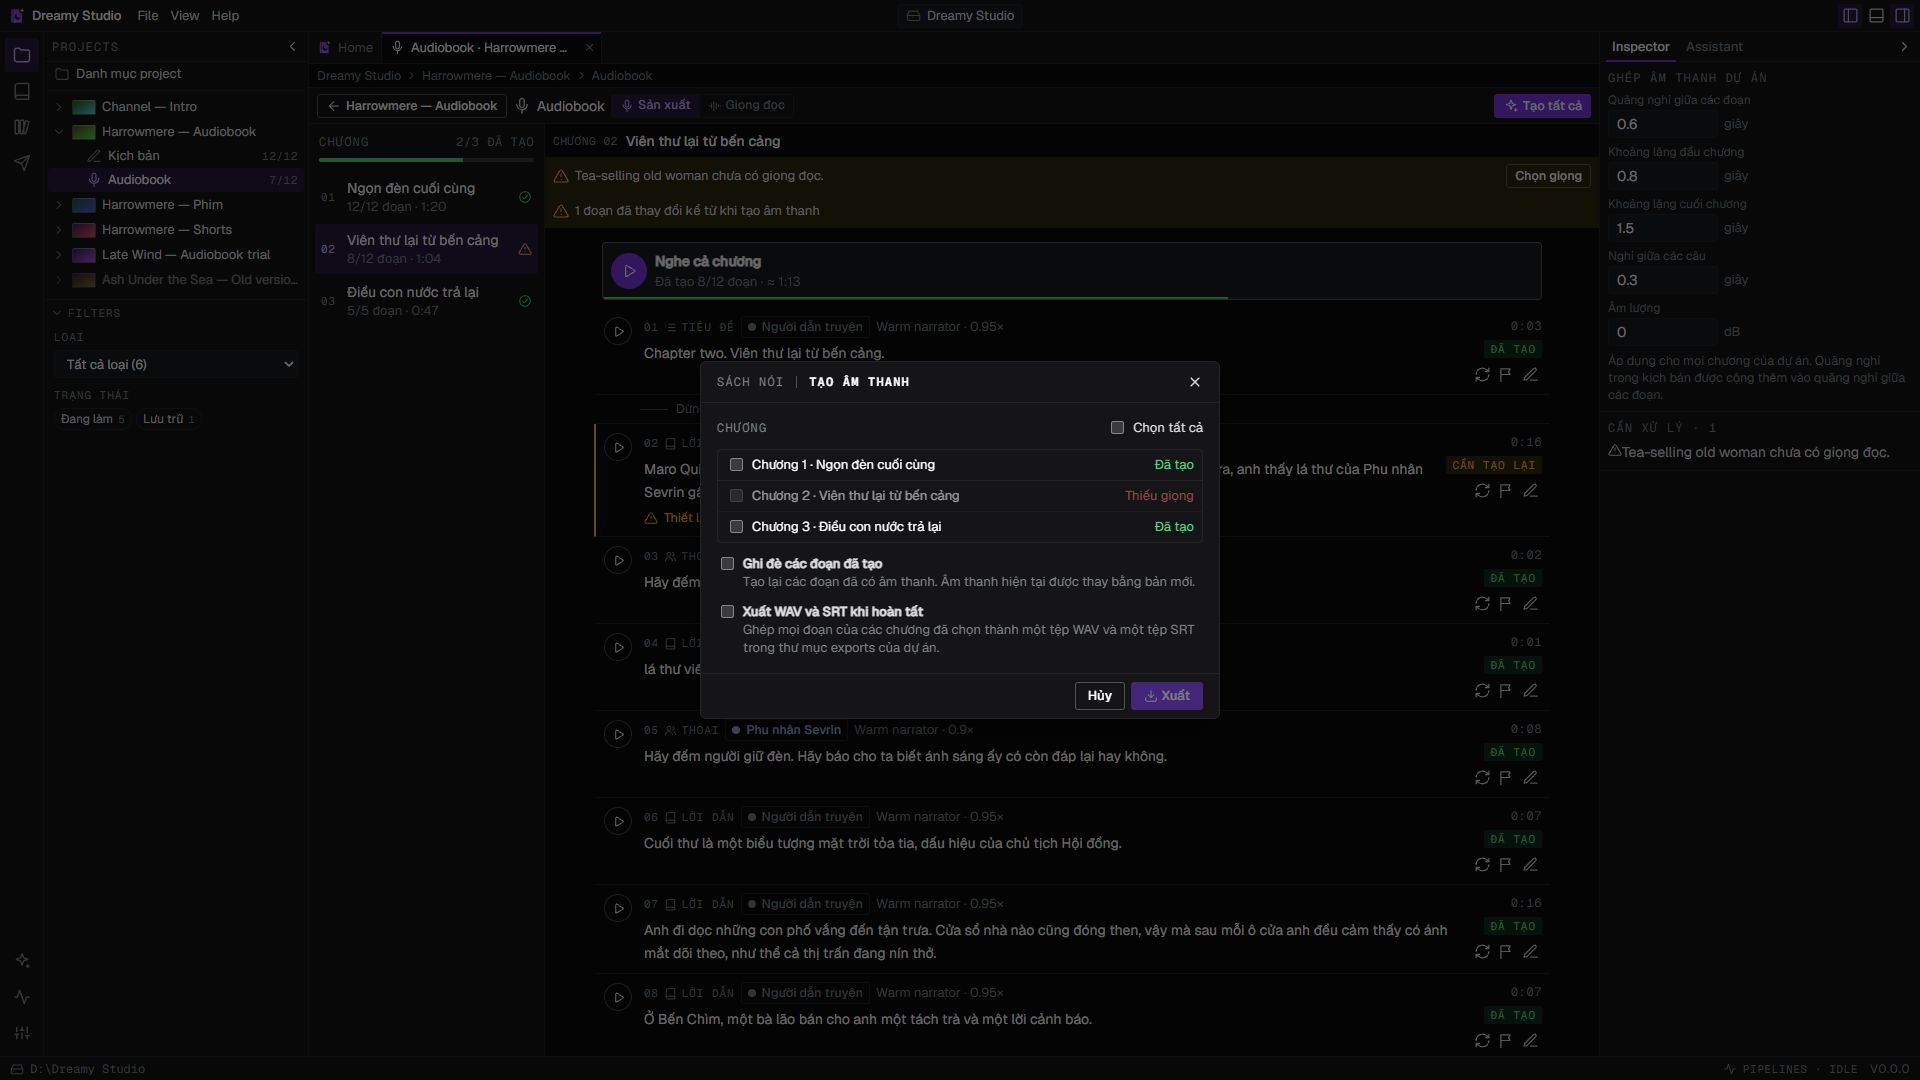 Dreamy Studio File View Help
Dreamy Studio
PROJECTS
Danh mục project
Channel — Intro
Harrowmere — Audiobook
Kịch bản 12/12
Audiobook 7/12
Harrowmere — Phim
Harrowmere — Shorts
Late Wind — Audiobook trial
Ash Under the Sea — Old versio...
FILTERS
LOẠI
Tất cả loại (6)
TRẠNG THÁI
Đang làm 5 Lưu trữ 1
Home
Audiobook · Harrowmere ...
Dreamy Studio > Harrowmere — Audiobook > Audiobook
Harrowmere — Audiobook
Audiobook
Sản xuất
Giọng đọc
Tạo tất cả
CHƯƠNG 2/3 ĐÃ TẠO
01 Ngọn đèn cuối cùng
12/12 đoạn · 1:20
02 Viên thư lại từ bến cảng
8/12 đoạn · 1:04
03 Điều con nước trả lại
5/5 đoạn · 0:47
CHƯƠNG 02 Viên thư lại từ bến cảng
Tea-selling old woman chưa có giọng đọc.
Chọn giọng
1 đoạn đã thay đổi kể từ khi tạo âm thanh
Nghe cả chương
Đã tạo 8/12 đoạn · ≈ 1:13
01 TIÊU ĐỀ Người dẫn truyện Warm narrator · 0.95× 0:03
Chapter two. Viên thư lại từ bến cảng.
ĐÃ TẠO
Dừn
02 LỜI 0:16
Maro Qui
ra, anh thấy lá thư của Phu nhân
CẦN TẠO LẠI
Sevrin gá
Thiết l
03 THO 0:02
Hãy đếm
ĐÃ TẠO
04 LỜI 0:01
lá thư viế
ĐÃ TẠO
05 THOẠI Phu nhân Sevrin Warm narrator · 0.9× 0:08
Hãy đếm người giữ đèn. Hãy báo cho ta biết ánh sáng ấy có còn đáp lại hay không.
ĐÃ TẠO
06 LỜI DẪN Người dẫn truyện Warm narrator · 0.95× 0:07
Cuối thư là một biểu tượng mặt trời tỏa tia, dấu hiệu của chủ tịch Hội đồng.
ĐÃ TẠO
07 LỜI DẪN Người dẫn truyện Warm narrator · 0.95× 0:16
Anh đi dọc những con phố vắng đến tận trưa. Cửa sổ nhà nào cũng đóng then, vậy mà sau mỗi ô cửa anh đều cảm thấy có ánh
mắt dõi theo, như thể cả thị trấn đang nín thở.
ĐÃ TẠO
08 LỜI DẪN Người dẫn truyện Warm narrator · 0.95× 0:07
Ở Bến Chìm, một bà lão bán cho anh một tách trà và một lời cảnh báo.
ĐÃ TẠO
SÁCH NÓI | TẠO ÂM THANH
CHƯƠNG
Chọn tất cả
Chương 1 · Ngọn đèn cuối cùng Đã tạo
Chương 2 · Viên thư lại từ bến cảng Thiếu giọng
Chương 3 · Điều con nước trả lại Đã tạo
Ghi đè các đoạn đã tạo
Tạo lại các đoạn đã có âm thanh. Âm thanh hiện tại được thay bằng bản mới.
Xuất WAV và SRT khi hoàn tất
Ghép mọi đoạn của các chương đã chọn thành một tệp WAV và một tệp SRT
trong thư mục exports của dự án.
Hủy
Xuất
Inspector Assistant
GHÉP ÂM THANH DỰ ÁN
Quãng nghỉ giữa các đoạn
0.6 giây
Khoảng lặng đầu chương
0.8 giây
Khoảng lặng cuối chương
1.5 giây
Nghỉ giữa các câu
0.3 giây
Âm lượng
0 dB
Áp dụng cho mọi chương của dự án. Quãng nghỉ
trong kịch bản được cộng thêm vào quãng nghỉ giữa
các đoạn.
CẦN XỬ LÝ · 1
Tea-selling old woman chưa có giọng đọc.
D:\Dreamy Studio
PIPELINES · IDLE V0.0.0